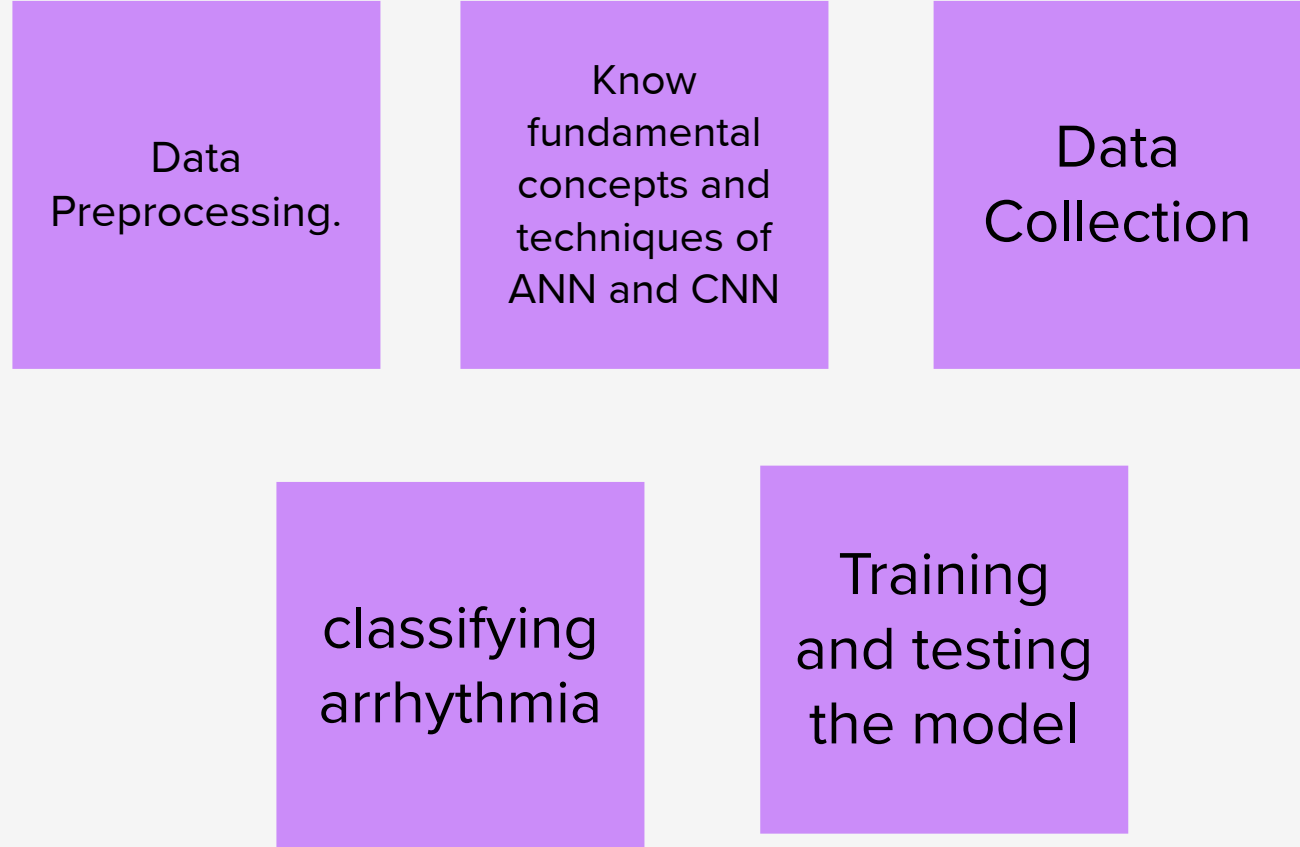 Data
Preprocessing.
Know
fundamental
concepts and
techniques of
ANN and CNN
Data
Collection
classifying
arrhythmia
Training
and testing
the model